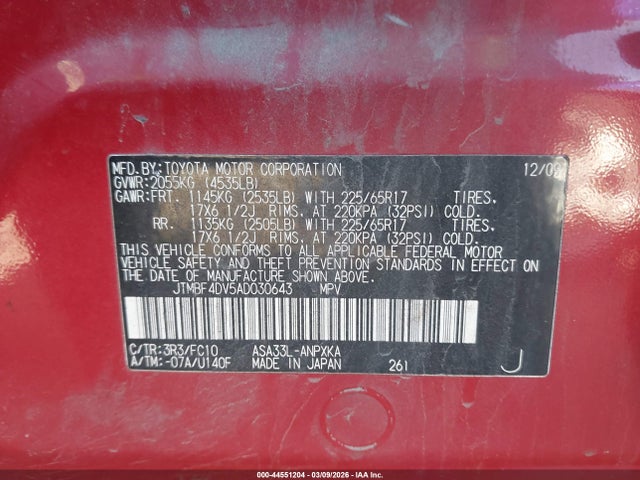 MFD.BY:TOYOTA MOTOR CORPORATION 12/09
GVWR:2055KG (4535LB)
GAWR:FRT. 1145KG (2535LB) WITH 225/65R17 TIRES,
17X6 1/2J RIMS, AT 220KPA (32PSI) COLD.
RR. 1135KG (2505LB) WITH 225/65R17 TIRES,
17X6 1/2J RIMS, AT 220KPA (32PSI) COLD.
THIS VEHICLE CONFORMS TO ALL APPLICABLE FEDERAL MOTOR
VEHICLE SAFETY AND THEFT PREVENTION STANDARDS IN EFFECT ON
THE DATE OF MANUFACTURE SHOWN ABOVE.
JTMBF4DV5AD030643 MPV
C/TR:3R3/FC10 ASA33L-ANPXKA
A/TM:-07A/U140F MADE IN JAPAN 261 J
000-44551204 | 03/09/2026 - IAA Inc.